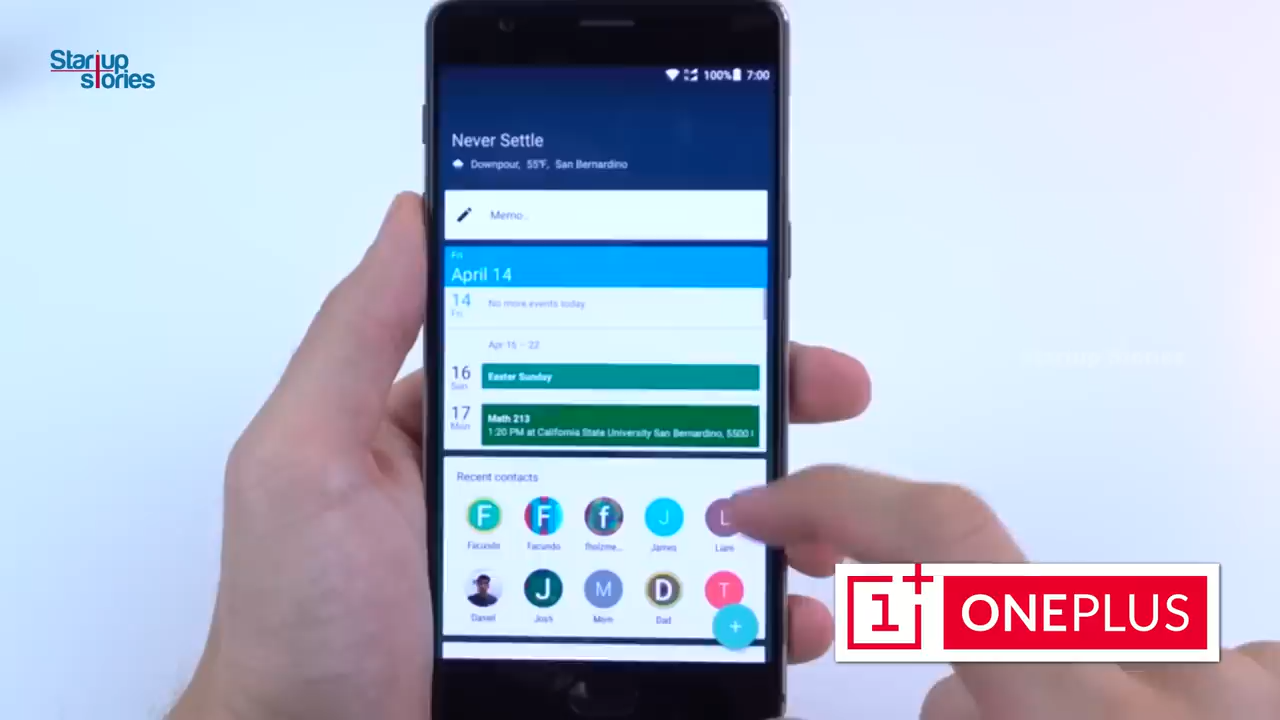 Startup
stories
100% 7:00
Never Settle
Downpour, 55°F, San Bernardino
Memo..
Fri
April 14
14
Fri
No more events today
Apr 15 – 22
16
Sun
Easter Sunday
17
Mon
Math 213
1:20 PM at California State University San Bernardino, 5500
Recent contacts
F F f J L
Facundo Facundo James Liam
J M D T
Daniel Josh Mom Dad
+
1+ ONEPLUS